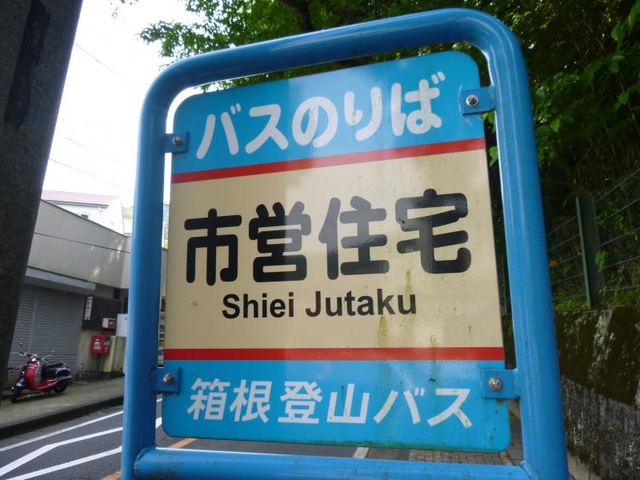 バスのりば
市営住宅
Shiei Jutaku
箱根登山バス